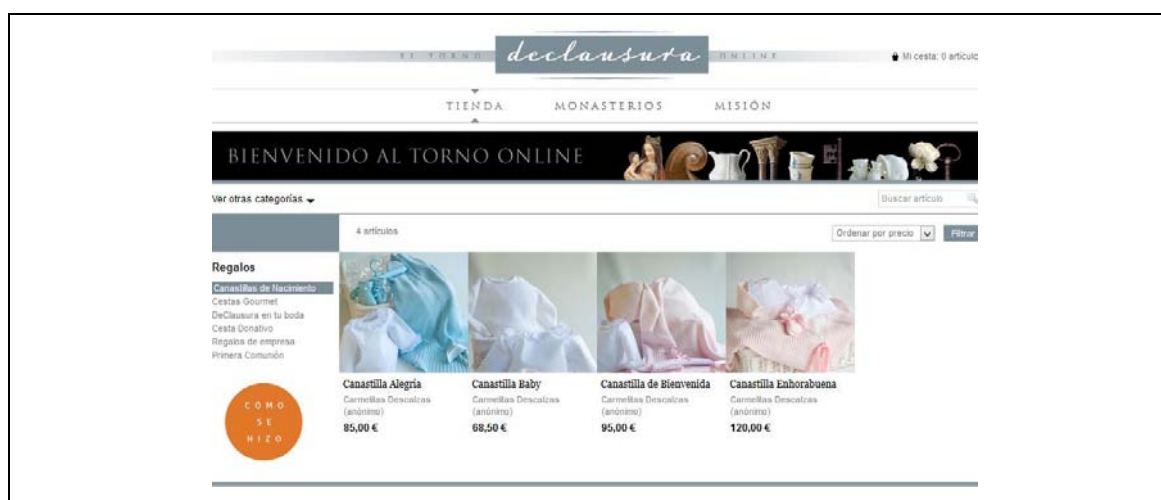 EL TORNO declausura ONLINE
Mi cesta: 0 artículo
TIENDA MONASTERIOS MISIÓN
BIENVENIDO AL TORNO ONLINE
Ver otras categorías
Buscar artículo
4 artículos
Ordenar por precio
Filtrar
Regalos
Canastillas de Nacimiento
Cestas Gourmet
DeClausura en tu boda
Cesta Donativo
Regalos de empresa
Primera Comunión
CÓMO
SE
HIZO
Canastilla Alegría
Carmelitas Descalzas
(anónimo)
85,00 €
Canastilla Baby
Carmelitas Descalzas
(anónimo)
68,50 €
Canastilla de Bienvenida
Carmelitas Descalzas
(anónimo)
95,00 €
Canastilla Enhorabuena
Carmelitas Descalzas
(anónimo)
120,00 €